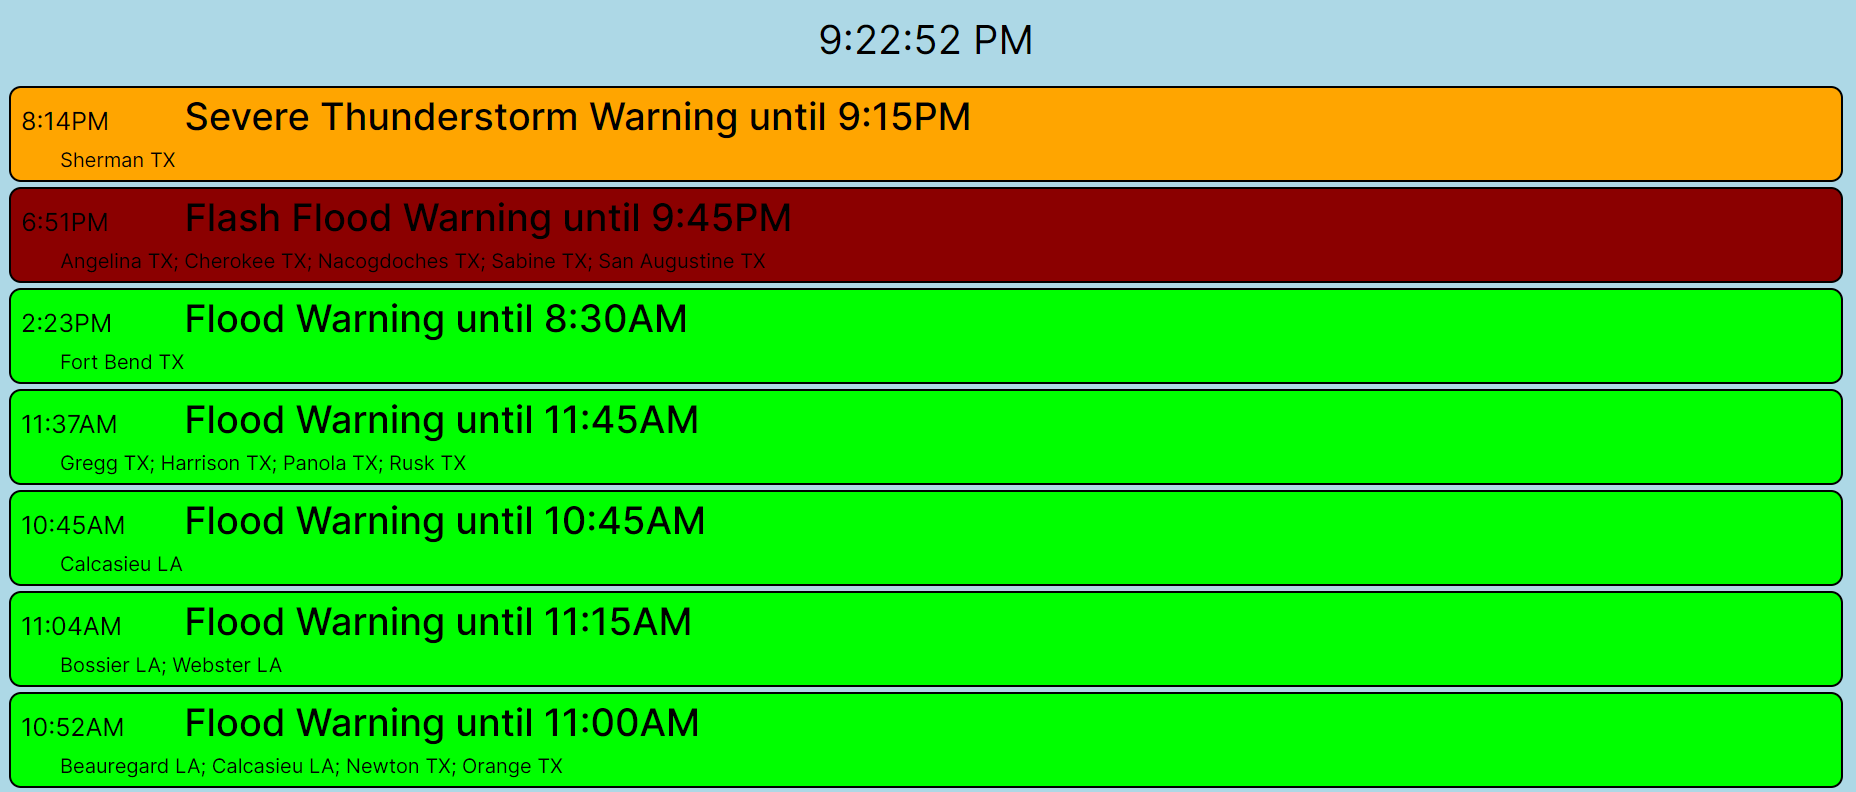 9:22:52 PM
8:14PM Severe Thunderstorm Warning until 9:15PM
Sherman TX
6:51PM Flash Flood Warning until 9:45PM
Angelina TX; Cherokee TX; Nacogdoches TX; Sabine TX; San Augustine TX
2:23PM Flood Warning until 8:30AM
Fort Bend TX
11:37AM Flood Warning until 11:45AM
Gregg TX; Harrison TX; Panola TX; Rusk TX
10:45AM Flood Warning until 10:45AM
Calcasieu LA
11:04AM Flood Warning until 11:15AM
Bossier LA; Webster LA
10:52AM Flood Warning until 11:00AM
Beauregard LA; Calcasieu LA; Newton TX; Orange TX